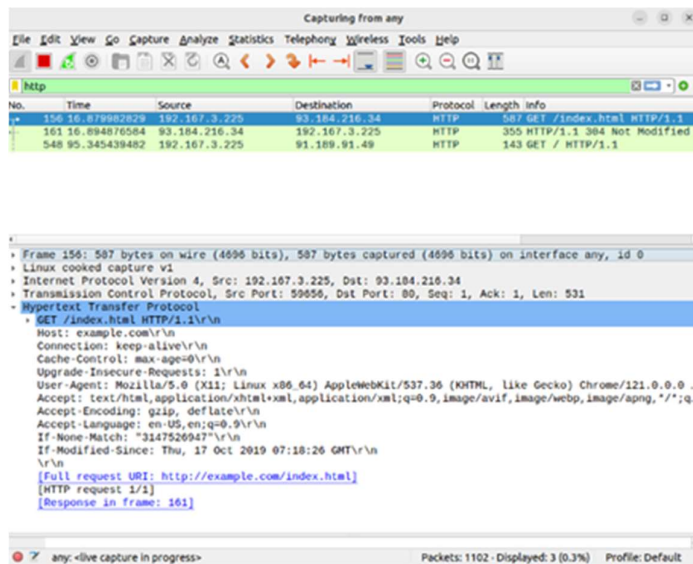 Capturing from any
File Edit View Go Capture Analyze Statistics Telephony Wireless Tools Help
http
No. Time Source Destination Protocol Length Info
156 16.879982829 192.167.3.225 93.184.216.34 HTTP 587 GET /index.html HTTP/1.1
161 16.894876584 93.184.216.34 192.167.3.225 HTTP 355 HTTP/1.1 304 Not Modified
548 95.345439482 192.167.3.225 91.189.91.49 HTTP 143 GET / HTTP/1.1
Frame 156: 587 bytes on wire (4696 bits), 587 bytes captured (4696 bits) on interface any, id 0
Linux cooked capture v1
Internet Protocol Version 4, Src: 192.167.3.225, Dst: 93.184.216.34
Transmission Control Protocol, Src Port: 59656, Dst Port: 80, Seq: 1, Ack: 1, Len: 531
Hypertext Transfer Protocol
GET /index.html HTTP/1.1\r\n
Host: example.com\r\n
Connection: keep-alive\r\n
Cache-Control: max-age=0\r\n
Upgrade-Insecure-Requests: 1\r\n
User-Agent: Mozilla/5.0 (X11; Linux x86_64) AppleWebKit/537.36 (KHTML, like Gecko) Chrome/121.0.0.0 .
Accept: text/html,application/xhtml+xml,application/xml;q=0.9,image/avif,image/webp,image/apng,*/*;q.
Accept-Encoding: gzip, deflate\r\n
Accept-Language: en-US,en;q=0.9\r\n
If-None-Match: "3147526947"\r\n
If-Modified-Since: Thu, 17 Oct 2019 07:18:26 GMT\r\n
\r\n
[Full request URI: http://example.com/index.html]
[HTTP request 1/1]
[Response in frame: 161]
any: <live capture in progress> Packets: 1102 · Displayed: 3 (0.3%) Profile: Default